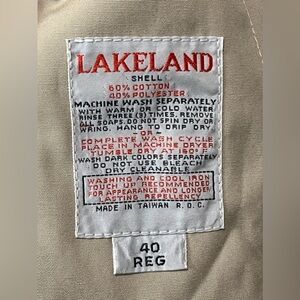 LAKELAND
SHELL:
60% COTTON
40% POLYESTER
MACHINE WASH SEPARATELY
WITH WARM OR COLD WATER
RINSE THREE (3) TIMES, REMOVE
ALL SOAPS. DO NOT SPIN DRY OR
WRING. HANG TO DRIP DRY
-OR-
COMPLETE WASH CYCLE
PLACE IN MACHINE DRYER
TUMBLE DRY AT 160°F
WASH DARK COLORS SEPARATELY
DO NOT USE BLEACH
DRY CLEANABLE
WASHING AND COOL IRON
TOUCH UP RECOMMENDED
FOR APPEARANCE AND LONGER
LASTING REPELLENCY
MADE IN TAIWAN R.O.C.
40
REG